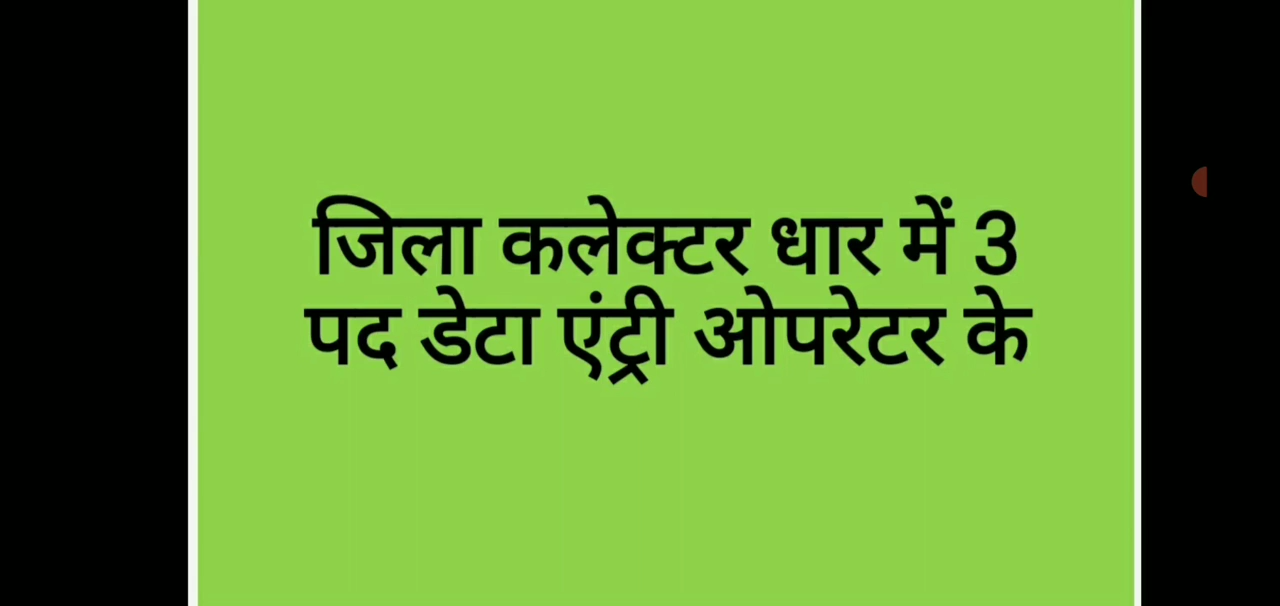 जिला कलेक्टर धार में 3
पद डेटा एंट्री ओपरेटर के